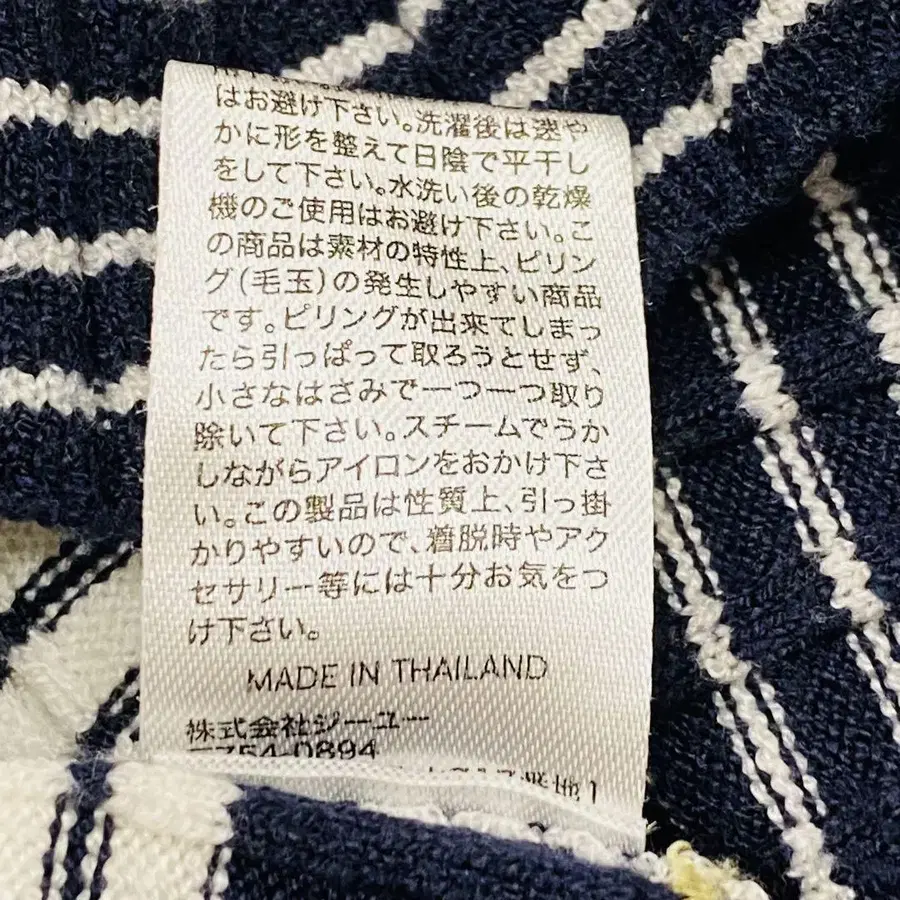 はお避け下さい。洗濯後は速や
かに形を整えて日陰で平干し
をして下さい。水洗い後の乾燥
機のご使用はお避け下さい。こ
の商品は素材の特性上、ピリン
グ(毛玉)の発生しやすい商品
です。ピリングが出来てしまっ
たら引っぱって取ろうとせず、
小さなはさみで一つ一つ取り
除いて下さい。スチームでうか
しながらアイロンをおかけ下さ
い。この製品は性質上、引っ掛
かりやすいので、着脱時やアク
セサリー等には十分お気をつ
け下さい。
MADE IN THAILAND
株式会社ジーユー
〒754-0894